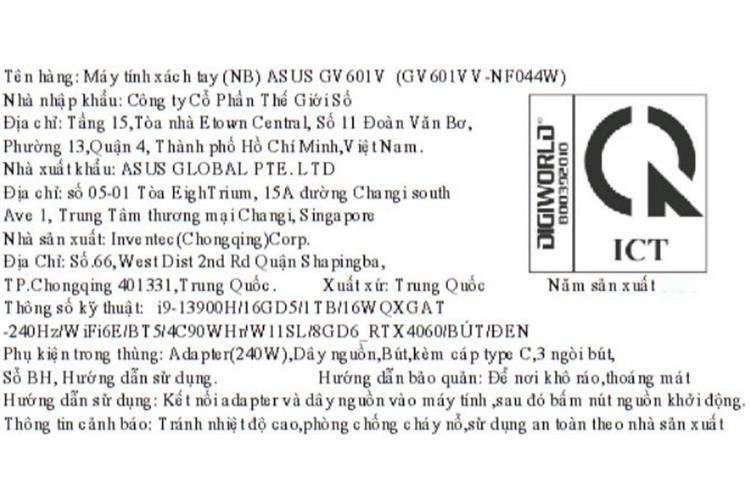 Tên hàng: Máy tính xách tay (NB) ASUS GV601V (GV601VV-NF044W)
Nhà nhập khẩu: Công ty Cổ Phần Thế Giới Số
Địa chỉ: Tầng 15,Tòa nhà Etown Central, Số 11 Đoàn Văn Bơ,
Phường 13,Quận 4, Thành phố Hồ Chí Minh,Việt Nam.
Nhà xuất khẩu: ASUS GLOBAL PTE.LTD
Địa chỉ: số 05-01 Tòa EighTrium, 15A đường Changi south
Ave 1, Trung Tâm thương mại Changi, Singapore
Nhà sản xuất: Inventec(Chongqing)Corp.
Địa Chỉ: Số.66,West Dist 2nd Rd Quận Shapingba,
TP.Chongqing 401331,Trung Quốc. Xuất xứ: Trung Quốc Năm sản xuất
Thông số kỹ thuật: i9-13900H/16GD5/1TB/16WQXGAT
-240Hz/WiFi6E/BT5/4C90WHr/W11SL/8GD6_RTX4060/BÚT/ĐEN
Phụ kiện trong thùng: Adapter(240W),Dây nguồn,Bút,kèm cáp type C,3 ngòi bút,
Sổ BH, Hướng dẫn sử dụng. Hướng dẫn bảo quản: Để nơi khô ráo,thoáng mát
Hướng dẫn sử dụng: Kết nối adapter và dây nguồn vào máy tính ,sau đó bấm nút nguồn khởi động.
Thông tin cảnh báo: Tránh nhiệt độ cao,phòng chống cháy nổ,sử dụng an toàn theo nhà sản xuất
DIGIWORLD®
800352010
ICT